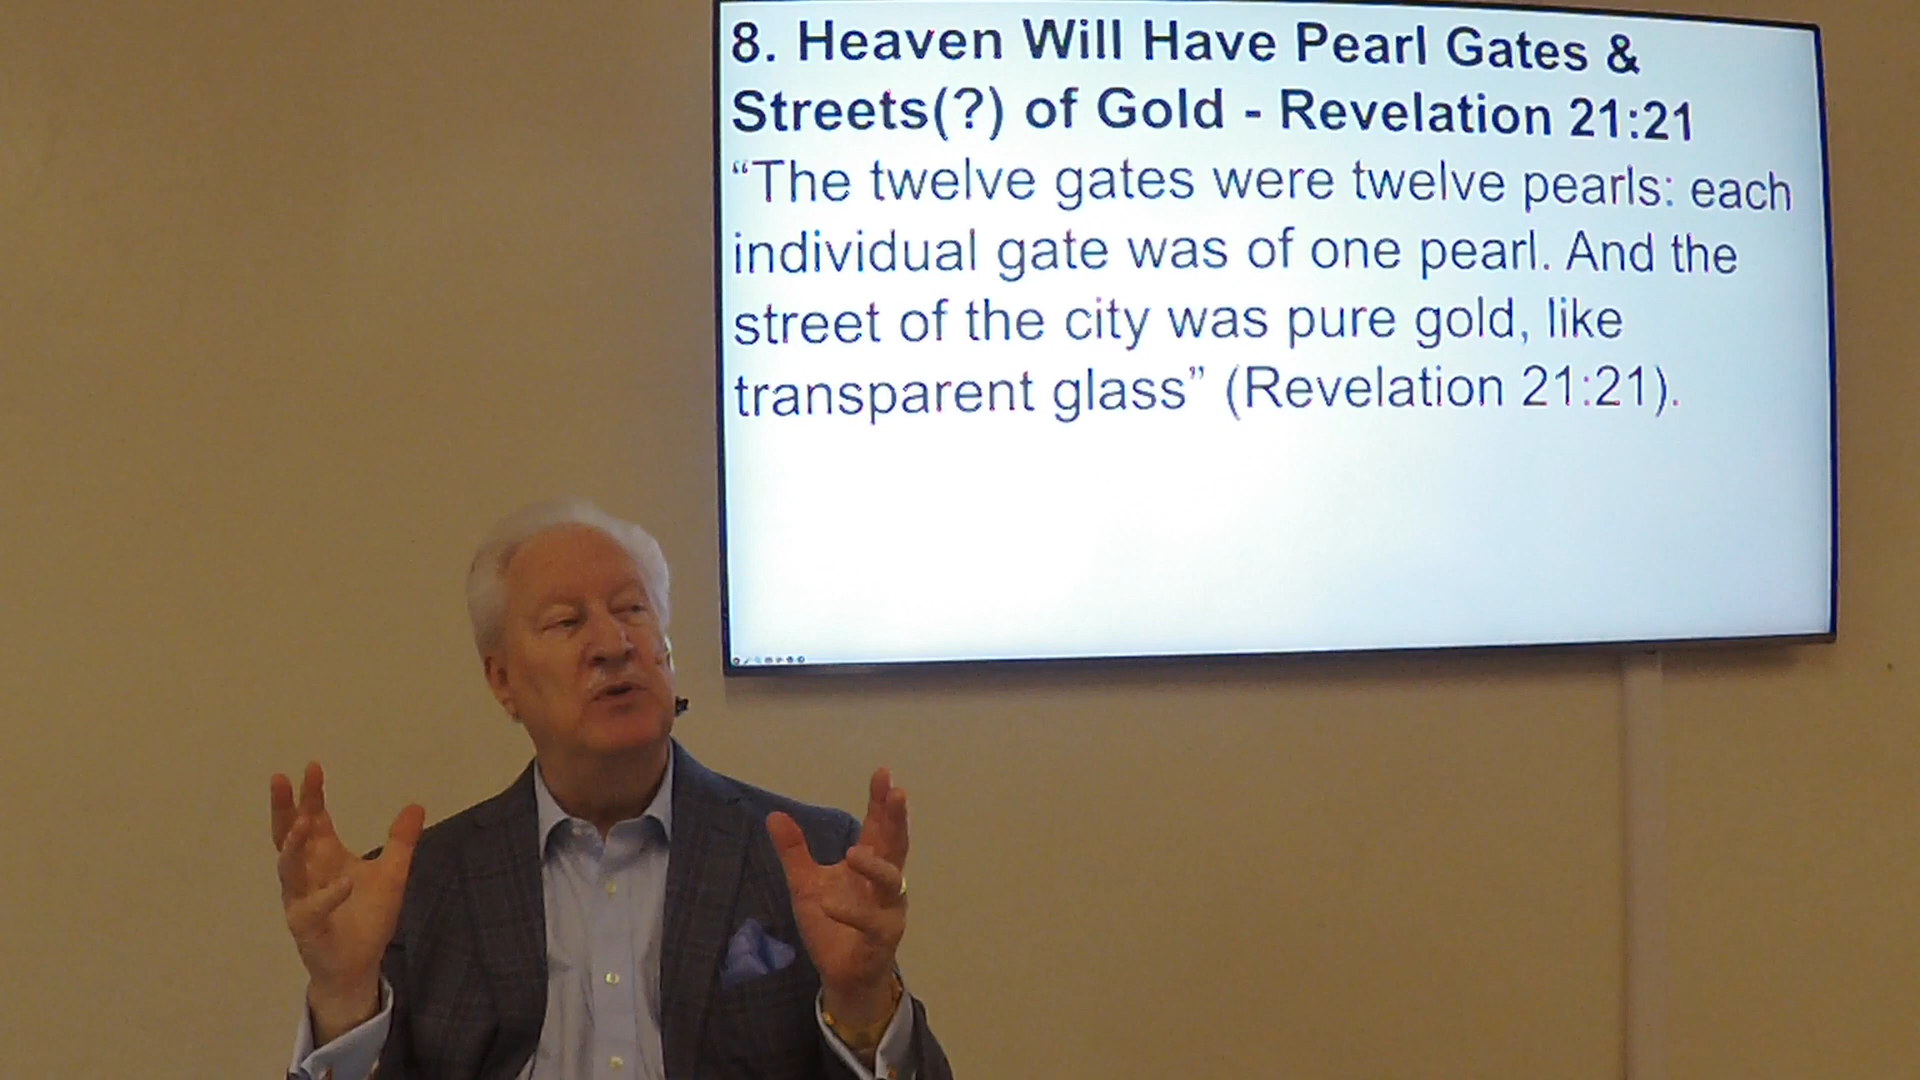 8. Heaven Will Have Pearl Gates &
Streets(?) of Gold - Revelation 21:21
“The twelve gates were twelve pearls: each
individual gate was of one pearl. And the
street of the city was pure gold, like
transparent glass” (Revelation 21:21).